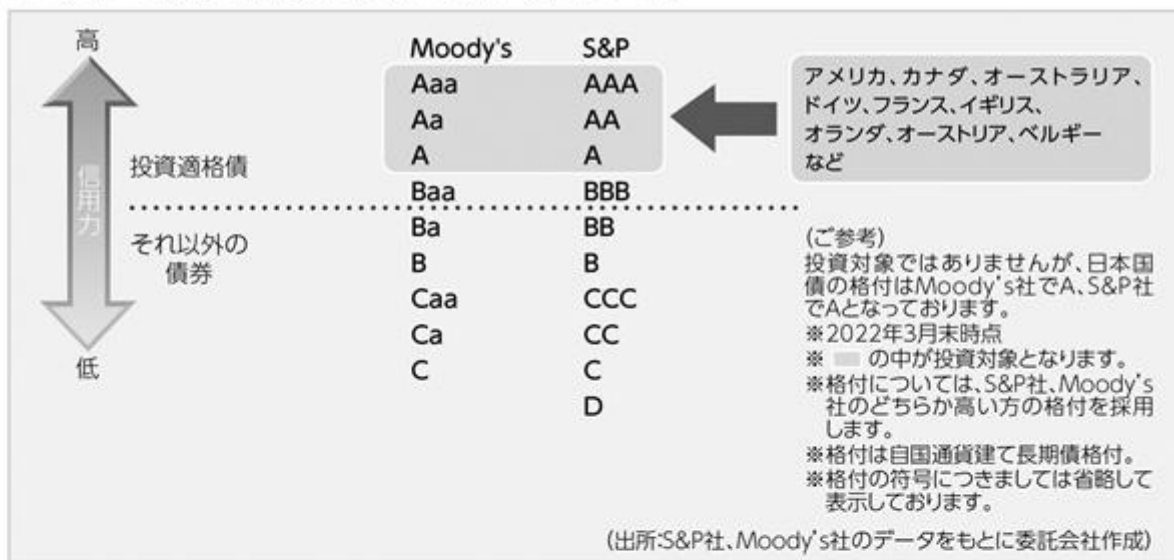 高
信用力
低
投資適格債
それ以外の
債券
Moody's S&P
Aaa AAA
Aa AA
A A
Baa BBB
Ba BB
B B
Caa CCC
Ca CC
C C
D
アメリカ、カナダ、オーストラリア、
ドイツ、フランス、イギリス、
オランダ、オーストリア、ベルギー
など
(ご参考)
投資対象ではありませんが、日本国
債の格付はMoody's社でA、S&P社
でAとなっております。
※2022年3月末時点
※ の中が投資対象となります。
※格付については、S&P社、Moody's
社のどちらか高い方の格付を採用
します。
※格付は自国通貨建て長期債格付。
※格付の符号につきましては省略して
表示しております。
(出所:S&P社、Moody's社のデータをもとに委託会社作成)